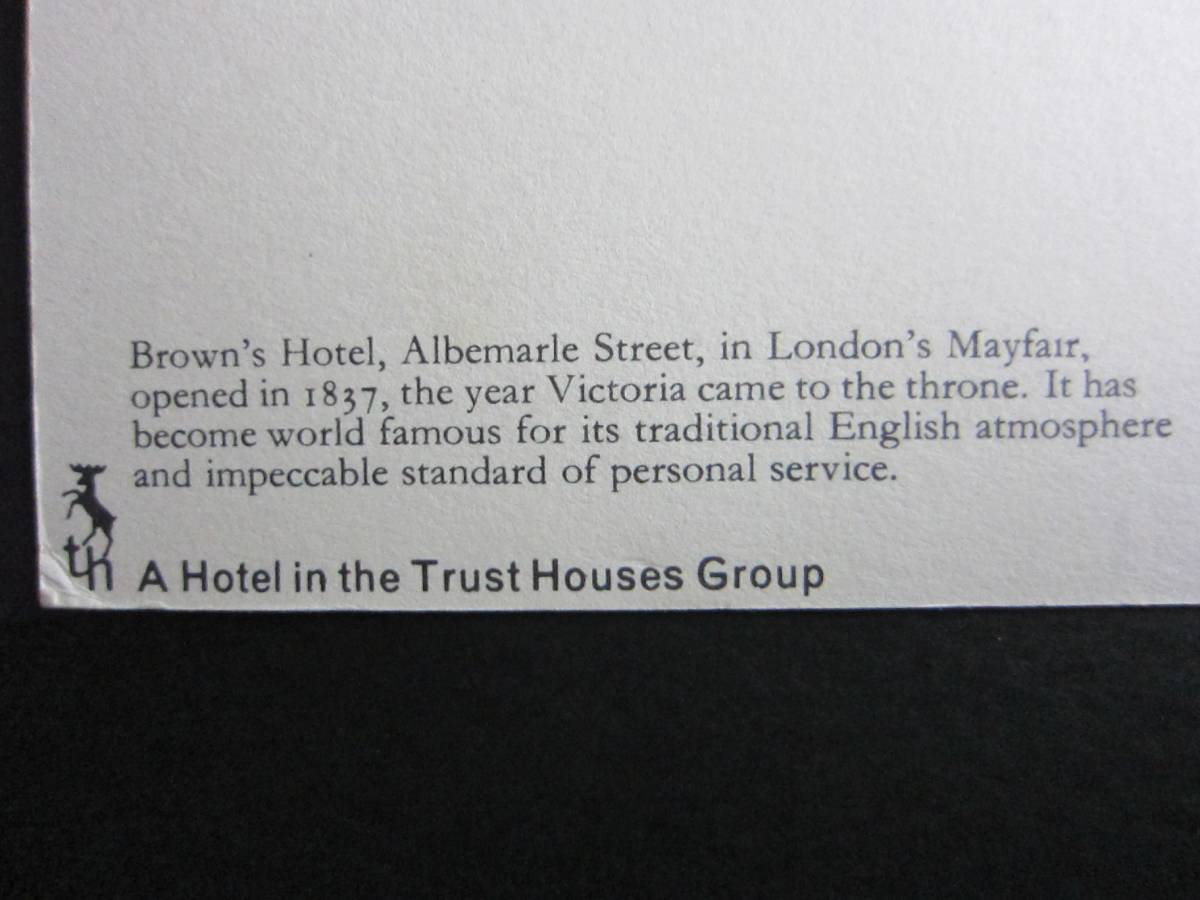 Brown's Hotel, Albemarle Street, in London's Mayfair,
opened in 1837, the year Victoria came to the throne. It has
become world famous for its traditional English atmosphere
and impeccable standard of personal service.
th
A Hotel in the Trust Houses Group